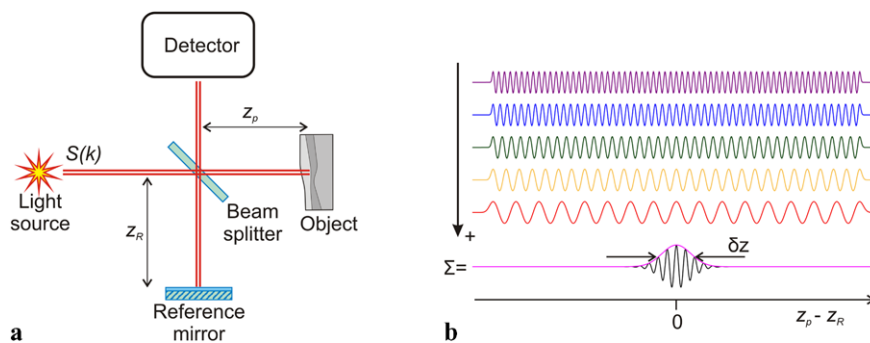 Detector
z_p
S(k)
Light
source
z_R
Beam
splitter
Object
Reference
mirror
a
b
+
Σ=
δz
0
z_p - z_R